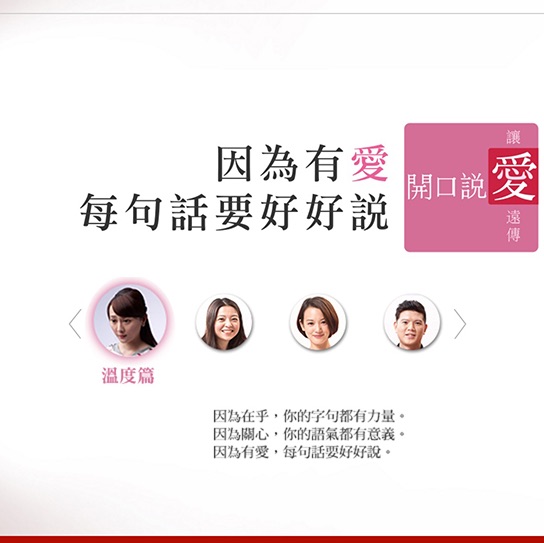 因為有愛
每句話要好好說
開口說愛
讓愛遠傳
溫度篇
因為在乎，你的字句都有力量。
因為關心，你的語氣都有意義。
因為有愛，每句話要好好說。